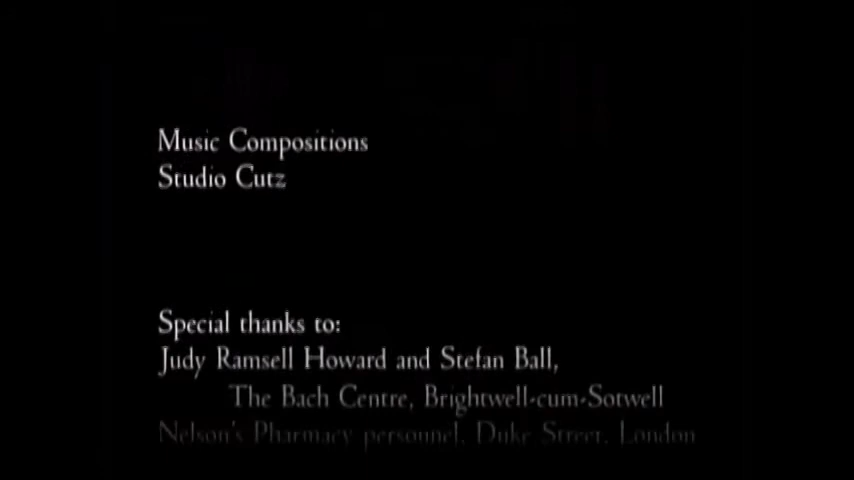 Music Compositions
Studio Cutz
Special thanks to:
Judy Ramsell Howard and Stefan Ball,
The Bach Centre, Brightwell-cum-Sotwell
Nelson's Pharmacy personnel, Duke Street, London